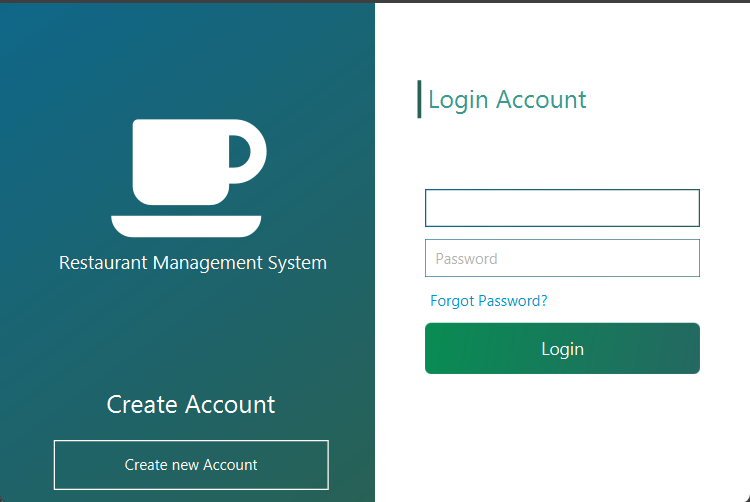 Restaurant Management System
Create Account
Create new Account
Login Account
Password
Forgot Password?
Login